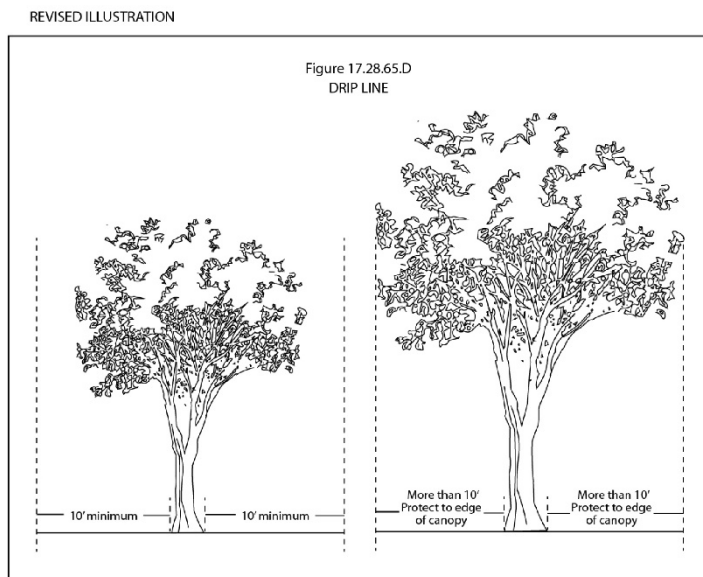 REVISED ILLUSTRATION
Figure 17.28.65.D
DRIP LINE
10' minimum
10' minimum
More than 10'
Protect to edge
of canopy
More than 10'
Protect to edge
of canopy